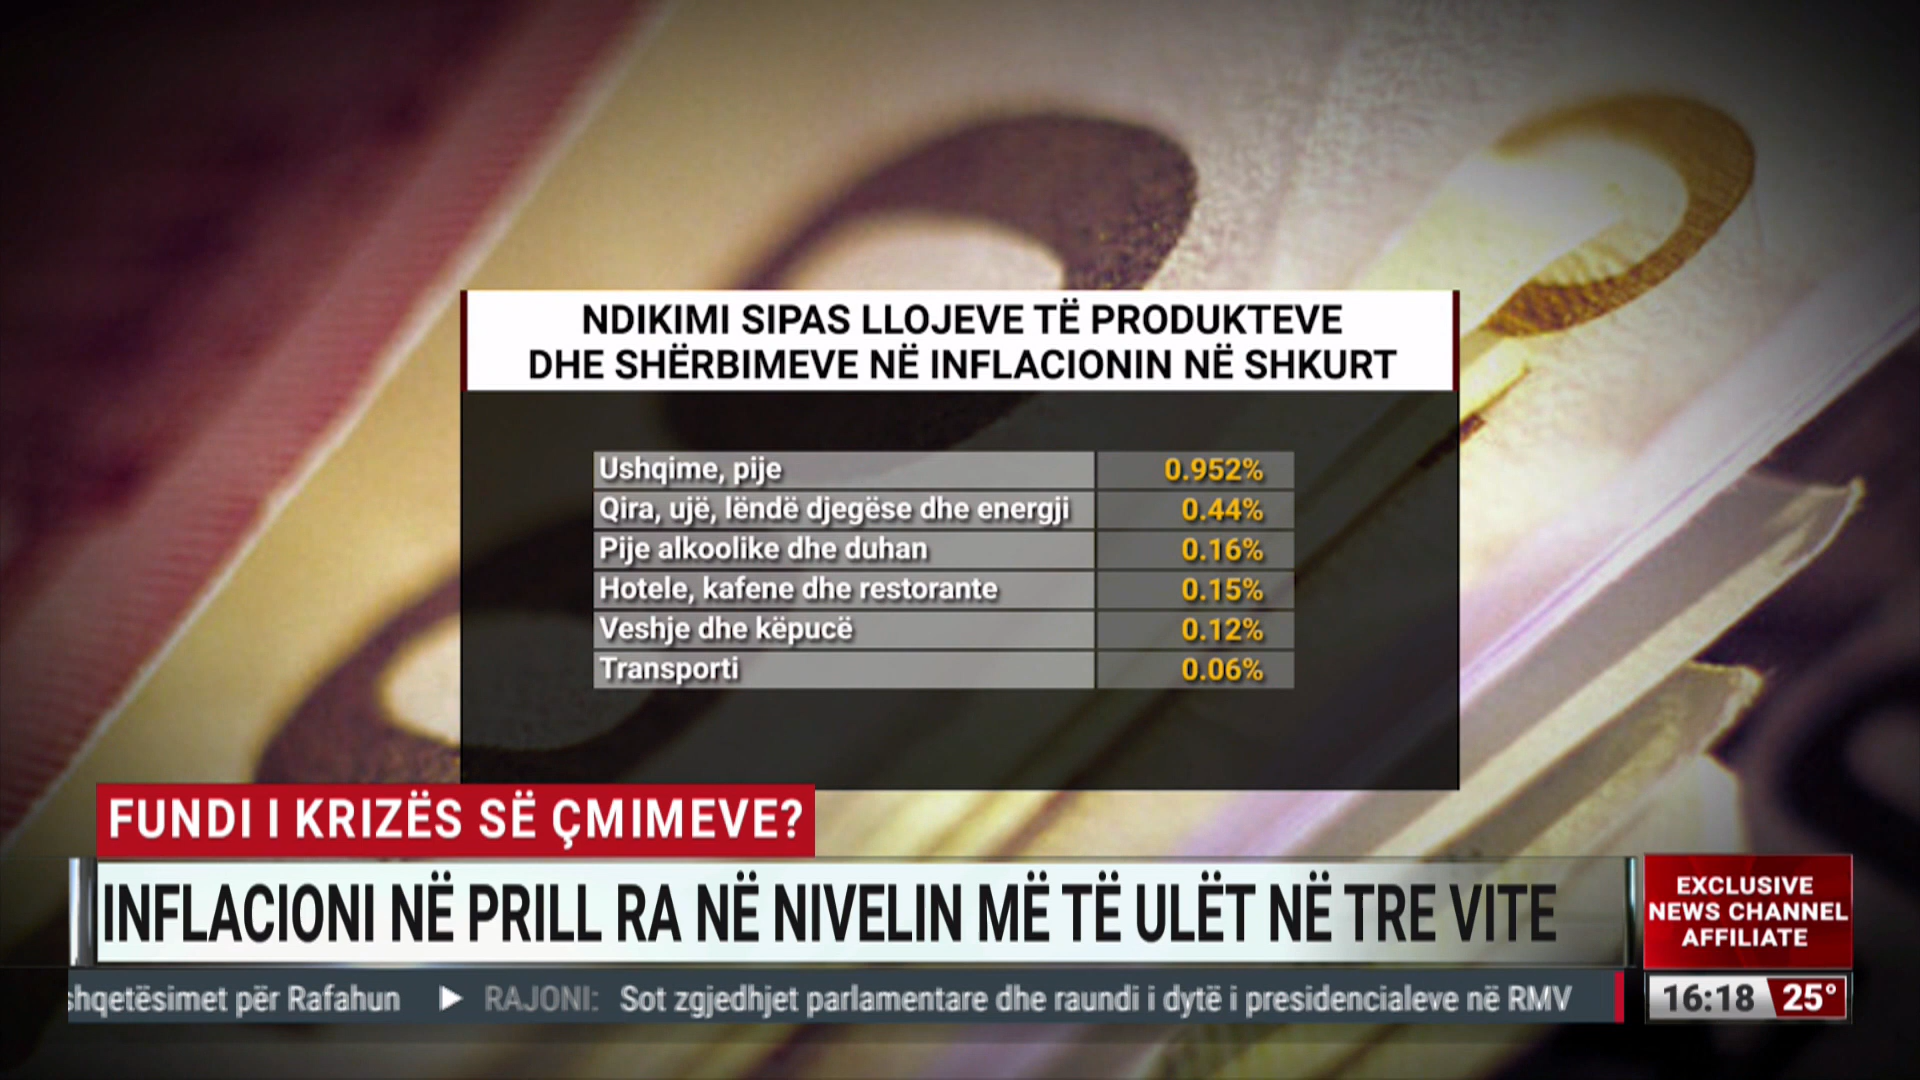 NDIKIMI SIPAS LLOJEVE TË PRODUKTEVE
DHE SHËRBIMEVE NË INFLACIONIN NË SHKURT
Ushqime, pije 0.952%
Qira, ujë, lëndë djegëse dhe energji 0.44%
Pije alkoolike dhe duhan 0.16%
Hotele, kafene dhe restorante 0.15%
Veshje dhe këpucë 0.12%
Transporti 0.06%
FUNDI I KRIZËS SË ÇMIMEVE?
INFLACIONI NË PRILL RA NË NIVELIN MË TË ULËT NË TRE VITE
EXCLUSIVE
NEWS CHANNEL
AFFILIATE
shqetësimet për Rafahun ▶ RAJONI: Sot zgjedhjet parlamentare dhe raundi i dytë i presidencialeve në RMV
16:18 25°